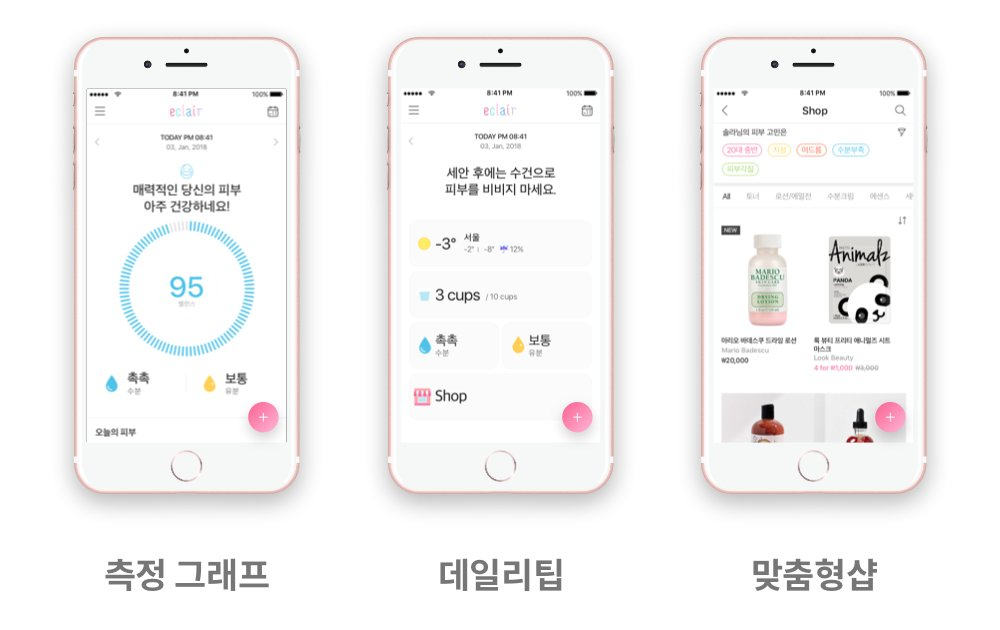 8:41 PM
100%
eclair
TODAY PM 08:41
03, Jan, 2018
매력적인 당신의 피부
아주 건강하네요!
95
밸런스
촉촉
수분
보통
유분
오늘의 피부
+
측정 그래프
8:41 PM
100%
eclair
TODAY PM 08:41
03, Jan, 2018
세안 후에는 수건으로
피부를 비비지 마세요.
-3° 서울
-2° | -8° 12%
3 cups / 10 cups
촉촉
수분
보통
유분
Shop
+
데일리팁
8:41 PM
100%
Shop
솔라님의 피부 고민은
20대 중반 지성 여드름 수분부족
피부각질
All 토너 로션/에멀전 수분크림 에센스
NEW
MARIO
BADESCU
SKIN CARE
DRYING
LOTION
Animalz
PANDA
마리오 바데스쿠 드라잉 로션
Mario Badescu
₩20,000
룩 뷰티 프리티 애니멀즈 시트
마스크
Look Beauty
4 for ₩1,000 ₩3,000
+
맞춤형샵